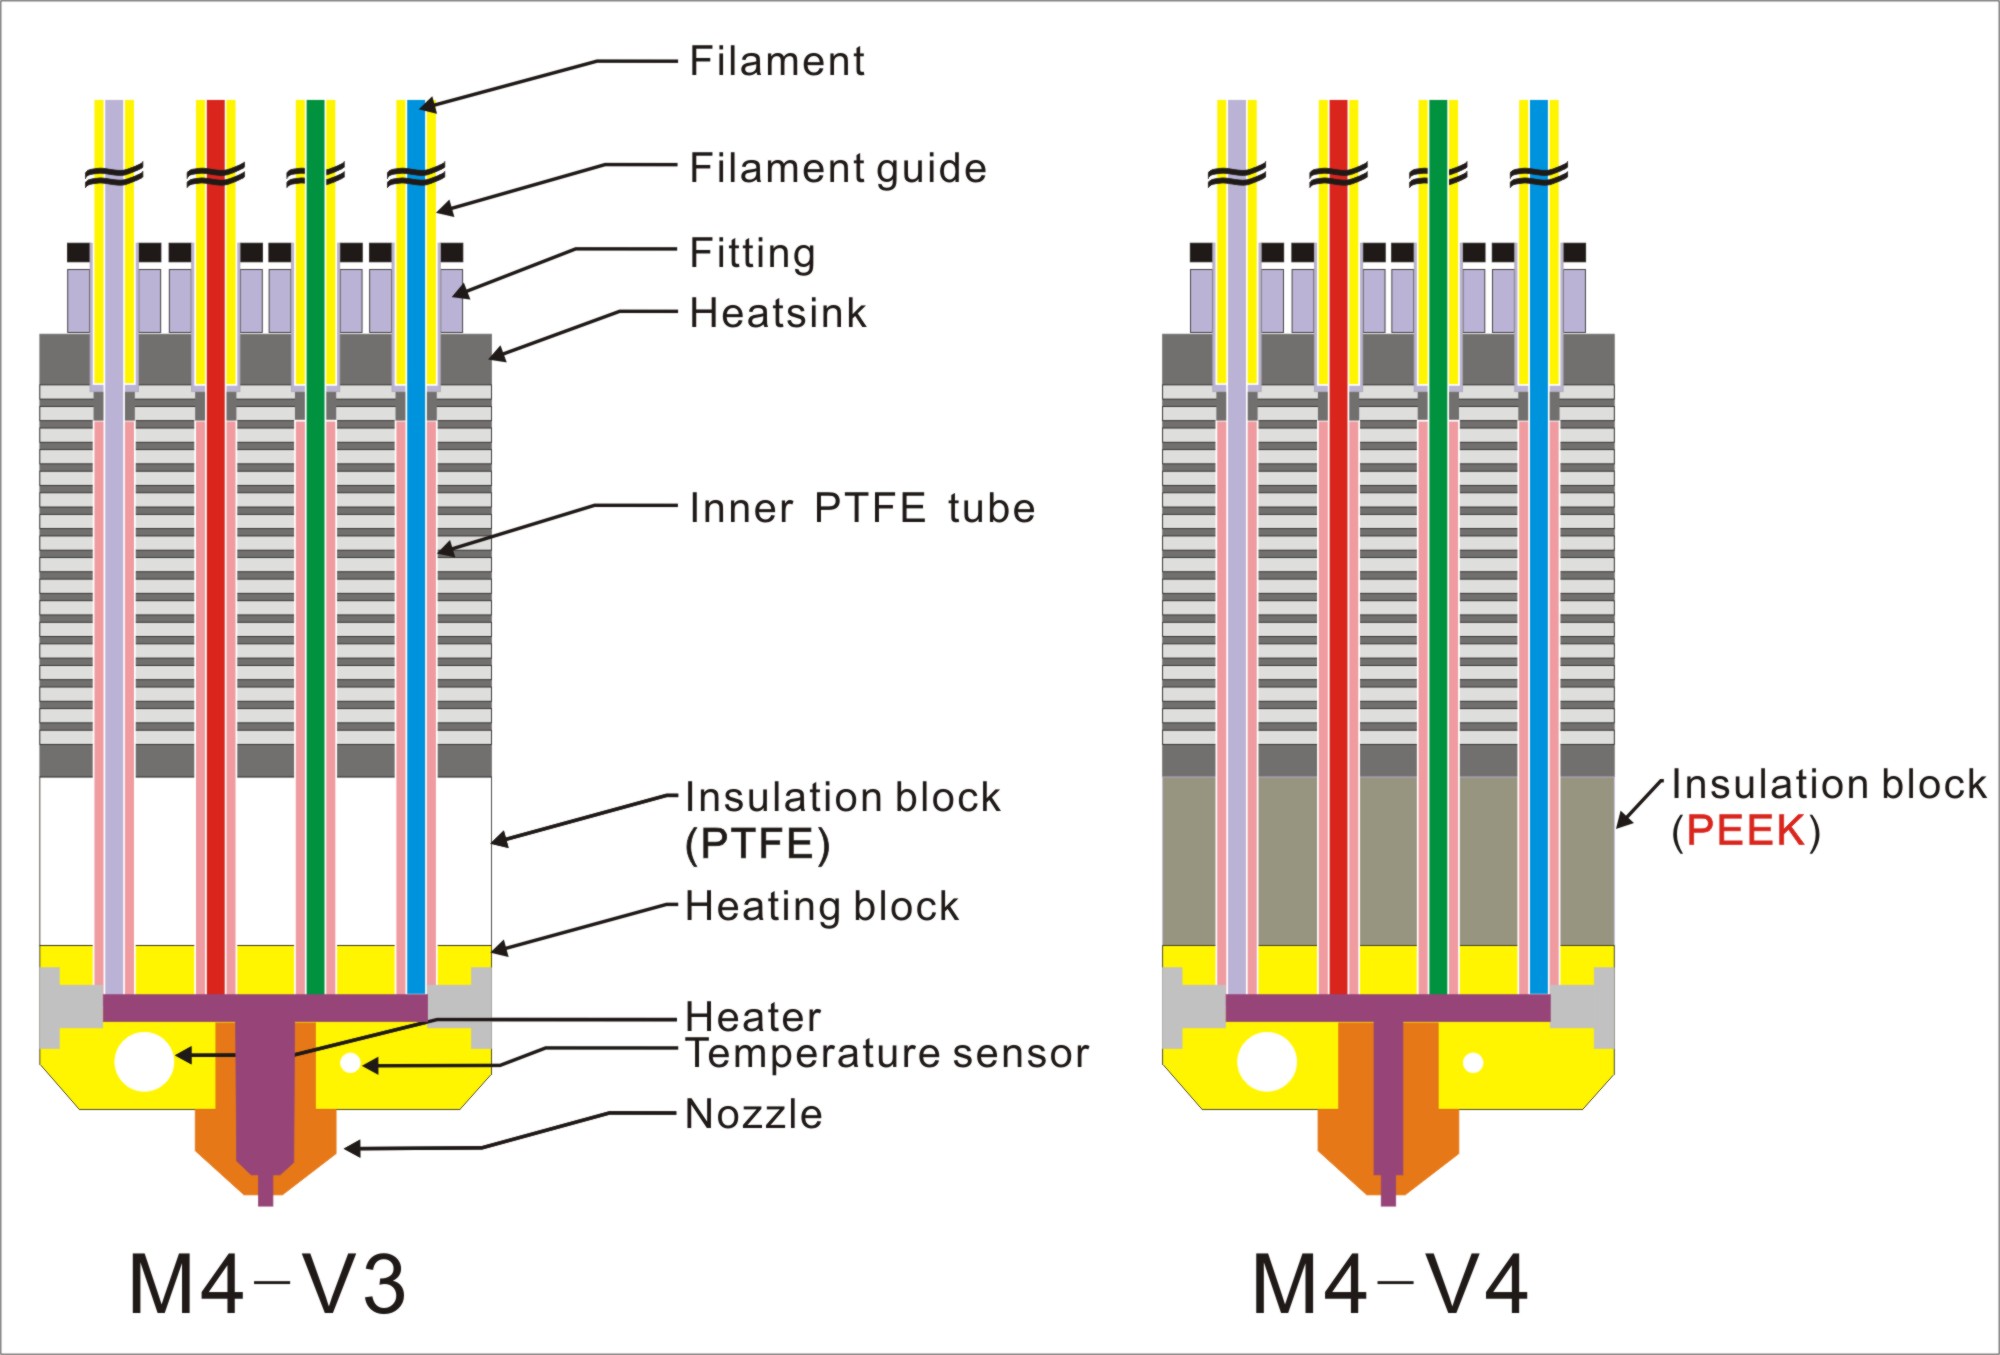 Filament
Filament guide
Fitting
Heatsink
Inner PTFE tube
Insulation block
(PTFE)
Heating block
Heater
Temperature sensor
Nozzle
Insulation block
(PEEK)
M4-V3
M4-V4